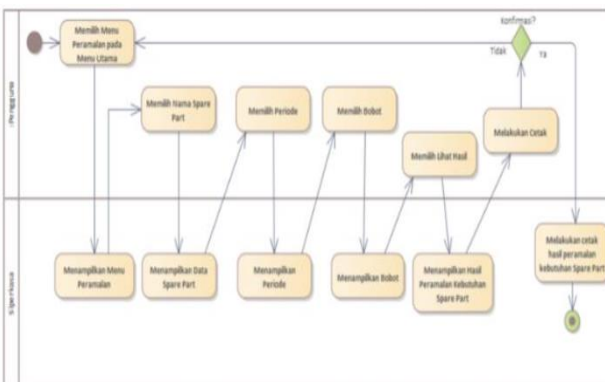 :Pengguna
Memilih Menu
Peramalan pada
Menu Utama
Memilih Nama Spare
Part
Memilih Periode
Memilih Bobot
Memilih Lihat Hasil
Melakukan Cetak
Konfirmasi?
Tidak
Ya
Menampilkan Menu
Peramalan
Menampilkan Data
Spare Part
Menampilkan
Periode
Menampilkan Bobot
Menampilkan Hasil
Peramalan Kebutuhan
Spare Part
Melakukan cetak
hasil peramalan
kebutuhan Spare Part